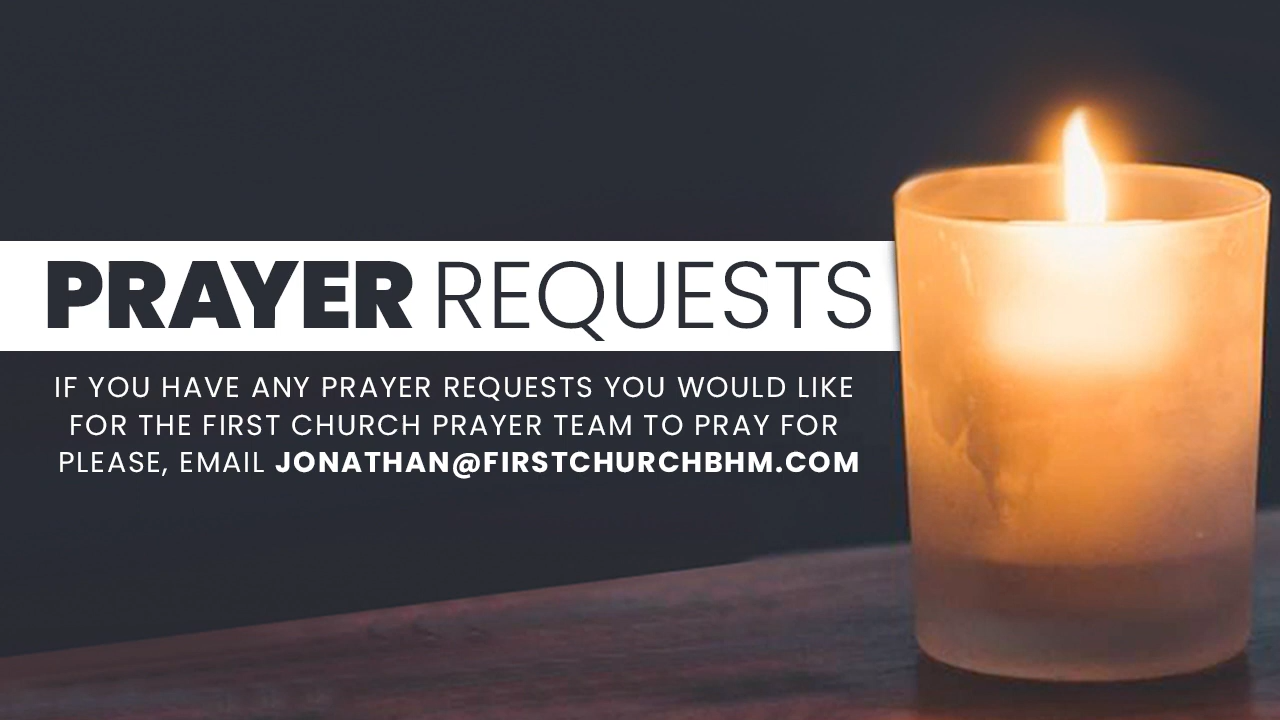 PRAYER REQUESTS
IF YOU HAVE ANY PRAYER REQUESTS YOU WOULD LIKE
FOR THE FIRST CHURCH PRAYER TEAM TO PRAY FOR
PLEASE, EMAIL JONATHAN@FIRSTCHURCHBHM.COM